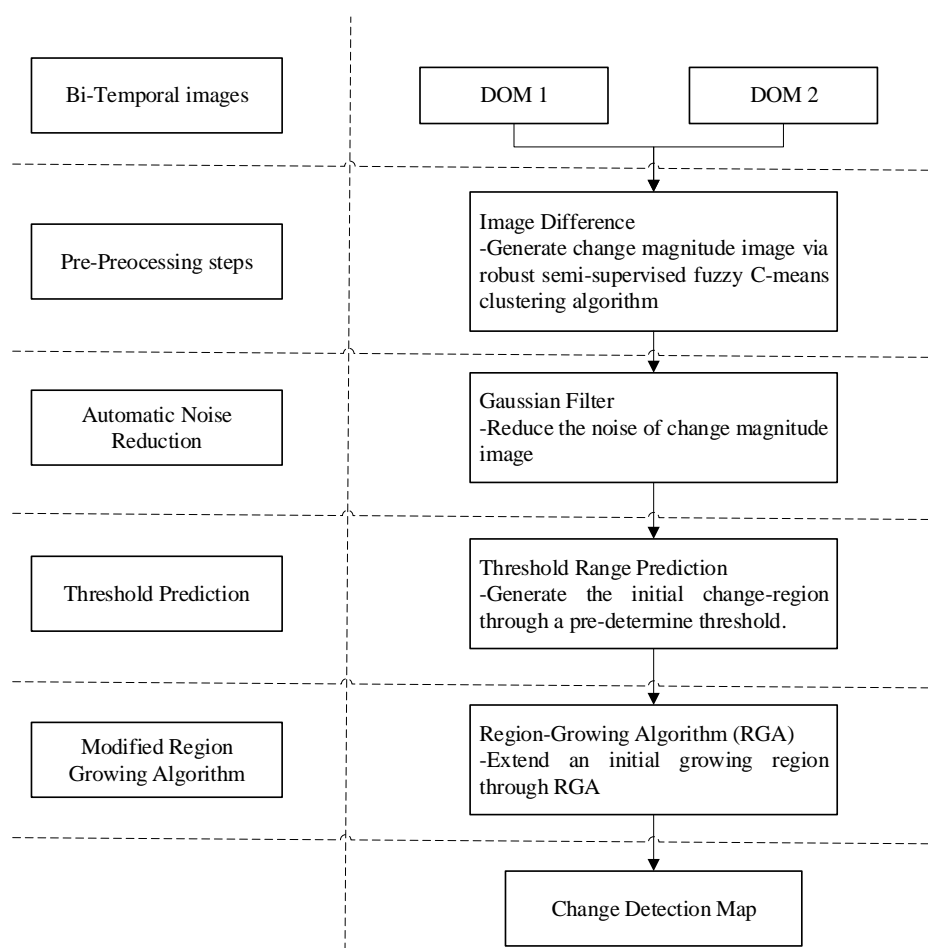 Bi-Temporal images
DOM 1
DOM 2
Pre-Preocessing steps
Image Difference
-Generate change magnitude image via
robust semi-supervised fuzzy C-means
clustering algorithm
Automatic Noise
Reduction
Gaussian Filter
-Reduce the noise of change magnitude
image
Threshold Prediction
Threshold Range Prediction
-Generate the initial change-region
through a pre-determine threshold.
Modified Region
Growing Algorithm
Region-Growing Algorithm (RGA)
-Extend an initial growing region
through RGA
Change Detection Map